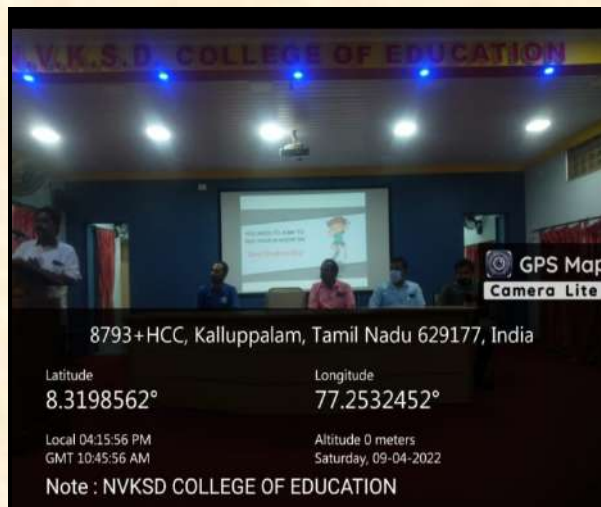 N.V.K.S.D. COLLEGE OF EDUCATION
GPS Map
Camera Lite
8793+HCC, Kalluppalam, Tamil Nadu 629177, India
Latitude
8.3198562°
Longitude
77.2532452°
Local 04:15:56 PM
GMT 10:45:56 AM
Altitude 0 meters
Saturday, 09-04-2022
Note : NVKSD COLLEGE OF EDUCATION